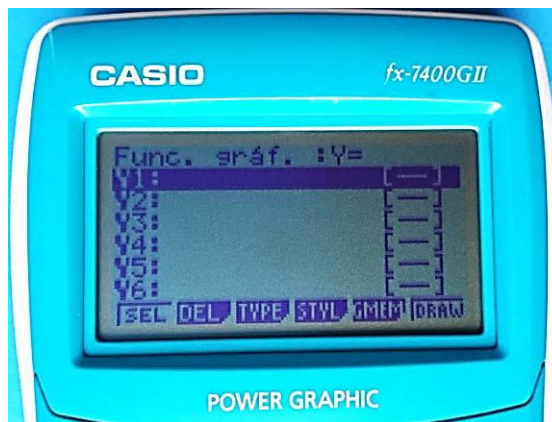 CASIO fx-7400GII
Func. gráf. :Y=
Y1: [—]
Y2: [—]
Y3: [—]
Y4: [—]
Y5: [—]
Y6: [—]
SEL DEL TYPE STYL GMEM DRAW
POWER GRAPHIC